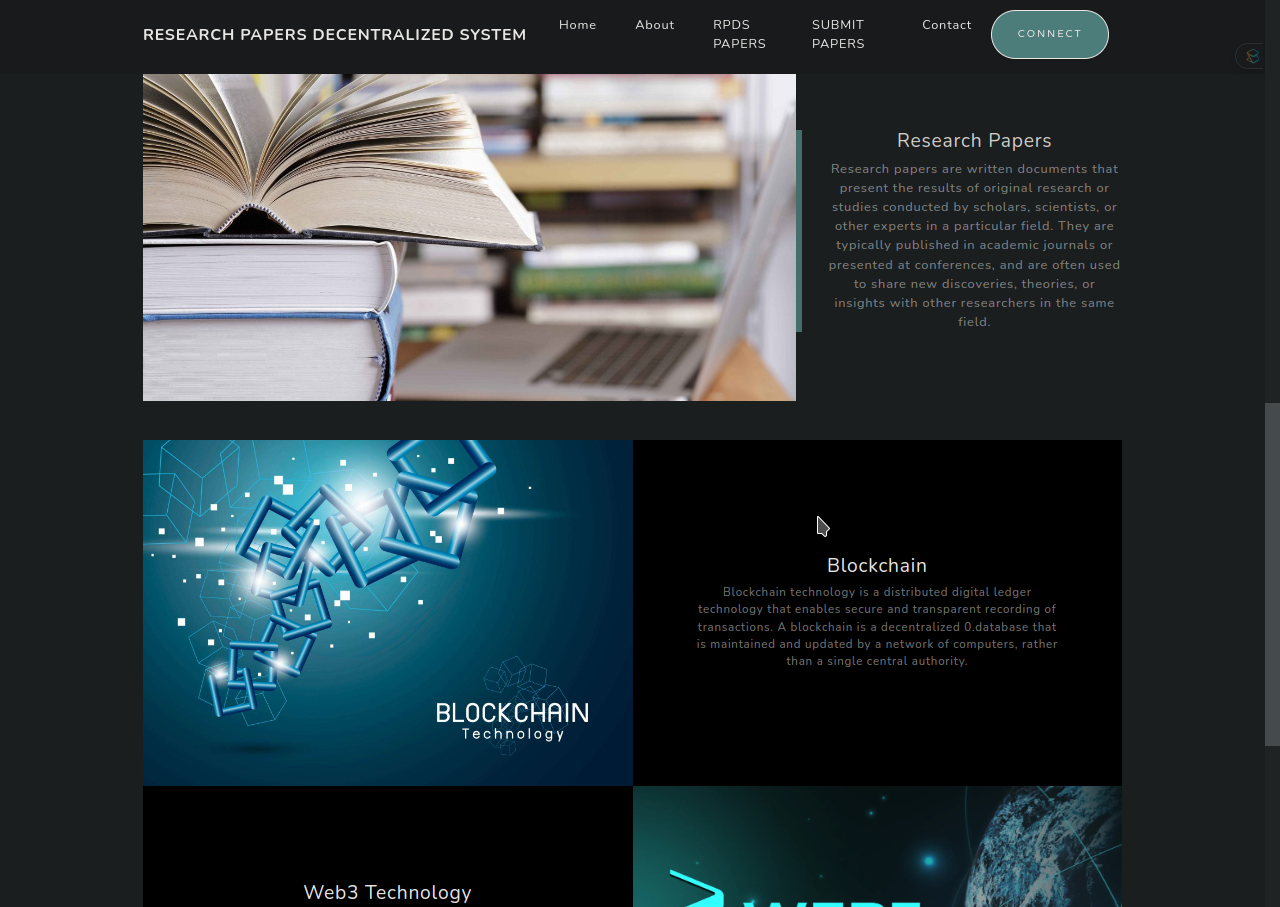 RESEARCH PAPERS DECENTRALIZED SYSTEM
Home
About
RPDS
PAPERS
SUBMIT
PAPERS
Contact
CONNECT
Research Papers
Research papers are written documents that
present the results of original research or
studies conducted by scholars, scientists, or
other experts in a particular field. They are
typically published in academic journals or
presented at conferences, and are often used
to share new discoveries, theories, or
insights with other researchers in the same
field.
BLOCKCHAIN
Technology
Blockchain
Blockchain technology is a distributed digital ledger
technology that enables secure and transparent recording of
transactions. A blockchain is a decentralized 0.database that
is maintained and updated by a network of computers, rather
than a single central authority.
Web3 Technology